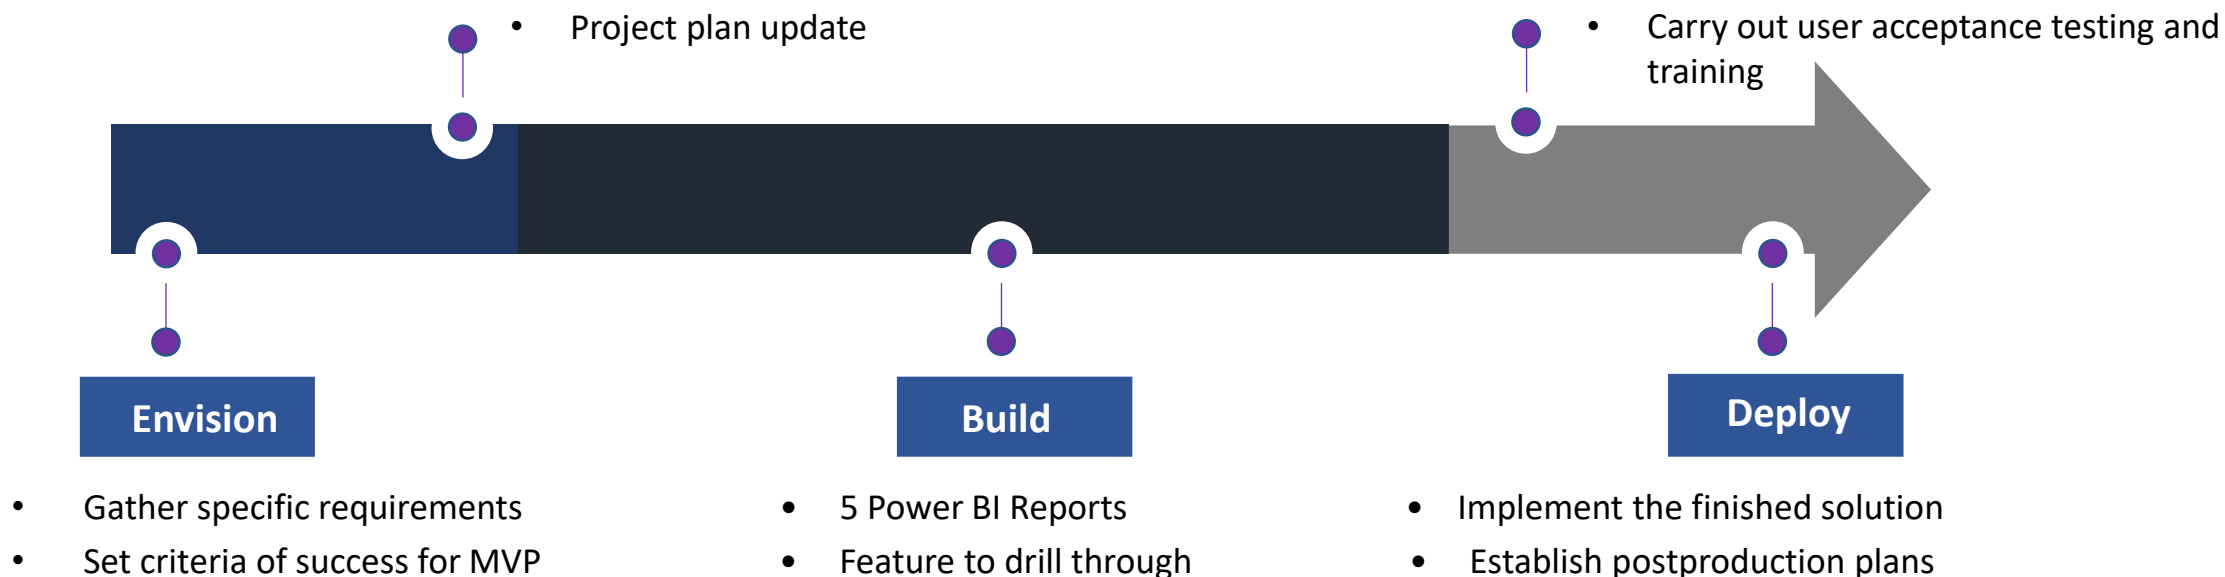 • Project plan update
• Carry out user acceptance testing and
training
Envision
• Gather specific requirements
• Set criteria of success for MVP
Build
• 5 Power BI Reports
• Feature to drill through
Deploy
• Implement the finished solution
• Establish postproduction plans